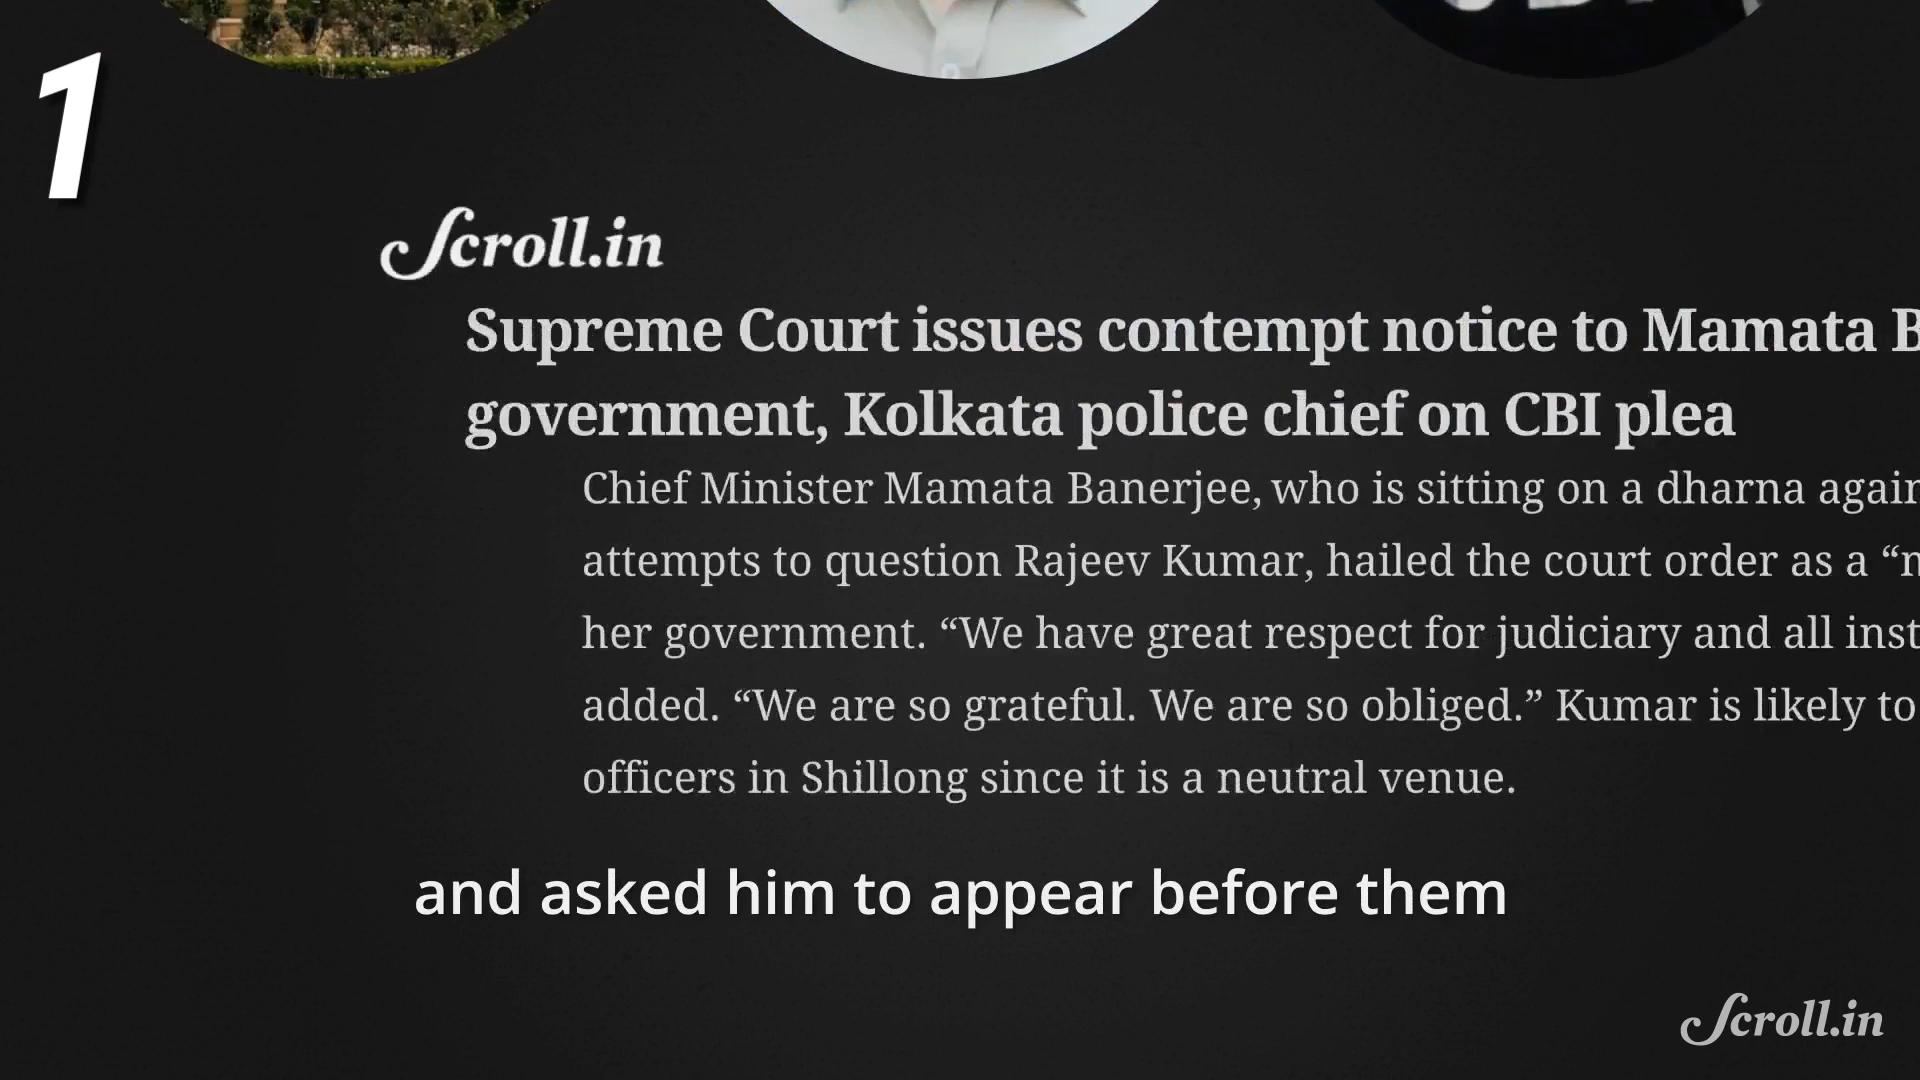 1
Scroll.in
Supreme Court issues contempt notice to Mamata
government, Kolkata police chief on CBI plea
Chief Minister Mamata Banerjee, who is sitting on a dharna
attempts to question Rajeev Kumar, hailed the court order as a
her government. “We have great respect for judiciary and all
added. “We are so grateful. We are so obliged.” Kumar is likely to
officers in Shillong since it is a neutral venue.
and asked him to appear before them
Scroll.in